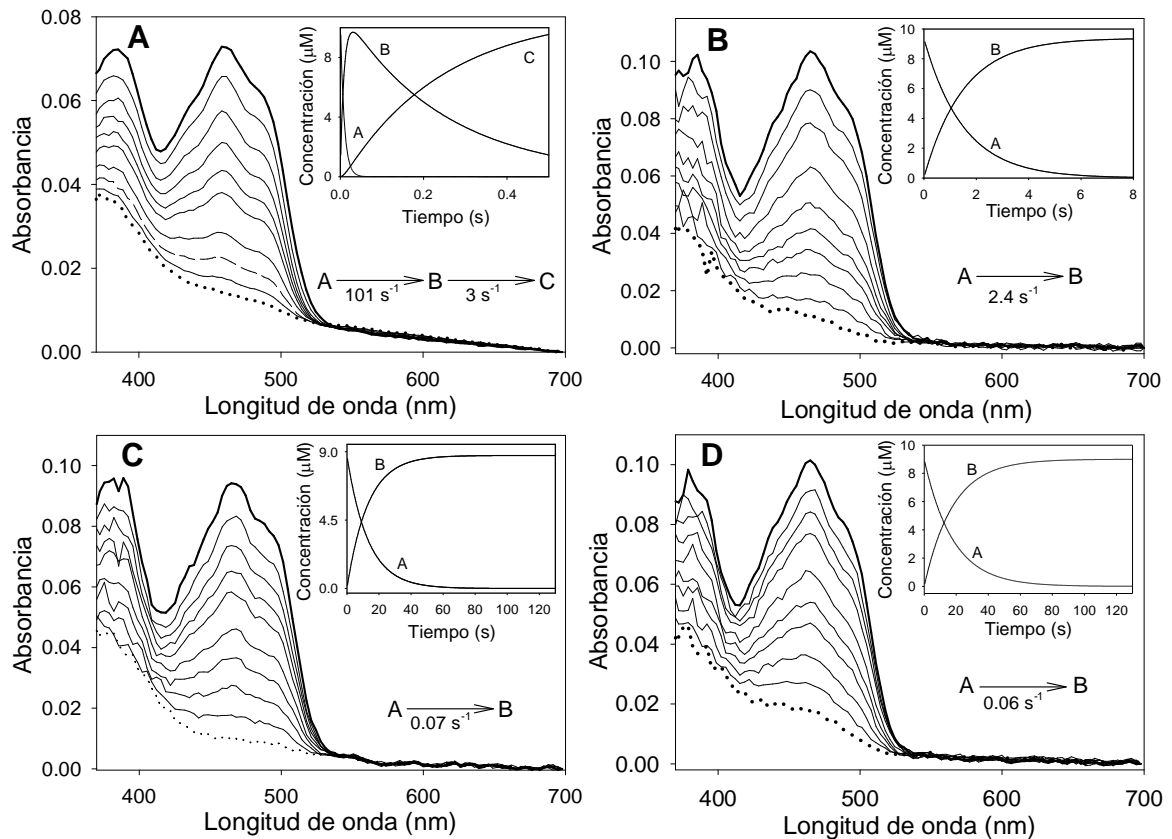 A
Absorbancia
0.08
0.06
0.04
0.02
0.00
400 500 600 700
Longitud de onda (nm)
Concentración (μM)
8
4
0
0.0 0.2 0.4
Tiempo (s)
A
B
C
A B C
101 s⁻¹ 3 s⁻¹
B
Absorbancia
0.10
0.08
0.06
0.04
0.02
0.00
400 500 600 700
Longitud de onda (nm)
Concentración (μM)
10
8
6
4
2
0
0 2 4 6 8
Tiempo (s)
B
A
A B
2.4 s⁻¹
C
Absorbancia
0.10
0.08
0.06
0.04
0.02
0.00
400 500 600 700
Longitud de onda (nm)
Concentración (μM)
9.0
4.5
0.0
0 20 40 60 80 100 120
Tiempo (s)
B
A
A B
0.07 s⁻¹
D
Absorbancia
0.10
0.08
0.06
0.04
0.02
0.00
400 500 600 700
Longitud de onda (nm)
Concentración (μM)
10
8
6
4
2
0
0 20 40 60 80 100 120
Tiempo (s)
B
A
A B
0.06 s⁻¹